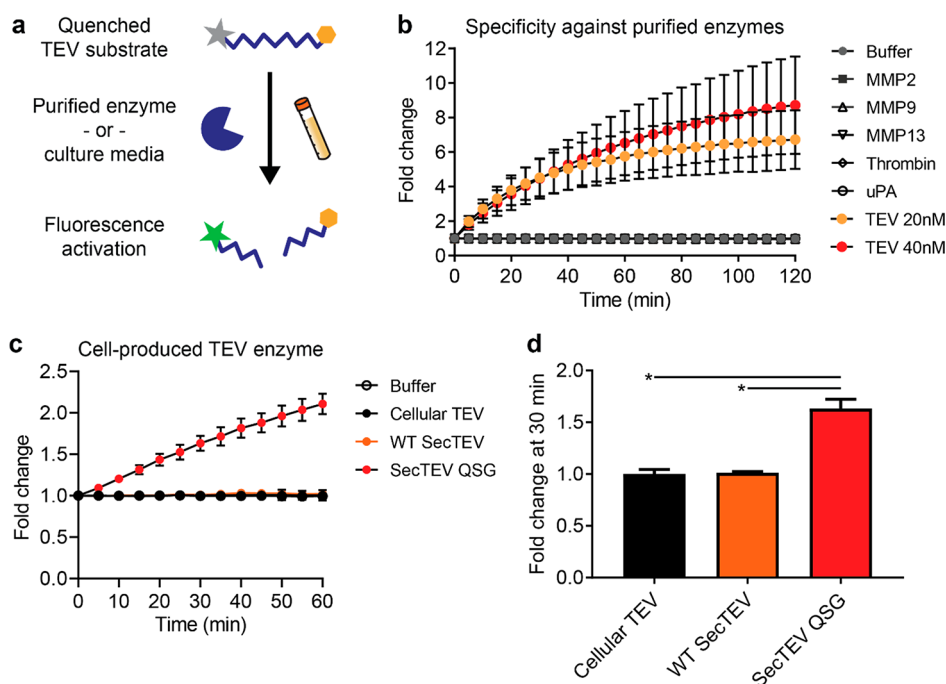 a
Quenched
TEV substrate
Purified enzyme
- or -
culture media
Fluorescence
activation
b
Specificity against purified enzymes
Fold change
12
10
8
6
4
2
0
0
20
40
60
80
100
120
Time (min)
Buffer
MMP2
MMP9
MMP13
Thrombin
uPA
TEV 20nM
TEV 40nM
c
Cell-produced TEV enzyme
Fold change
2.5
2.0
1.5
1.0
0.5
0.0
0
10
20
30
40
50
60
Time (min)
Buffer
Cellular TEV
WT SecTEV
SecTEV QSG
d
Fold change at 30 min
2.0
1.5
1.0
0.5
0.0
*
*
Cellular TEV
WT SecTEV
SecTEV QSG